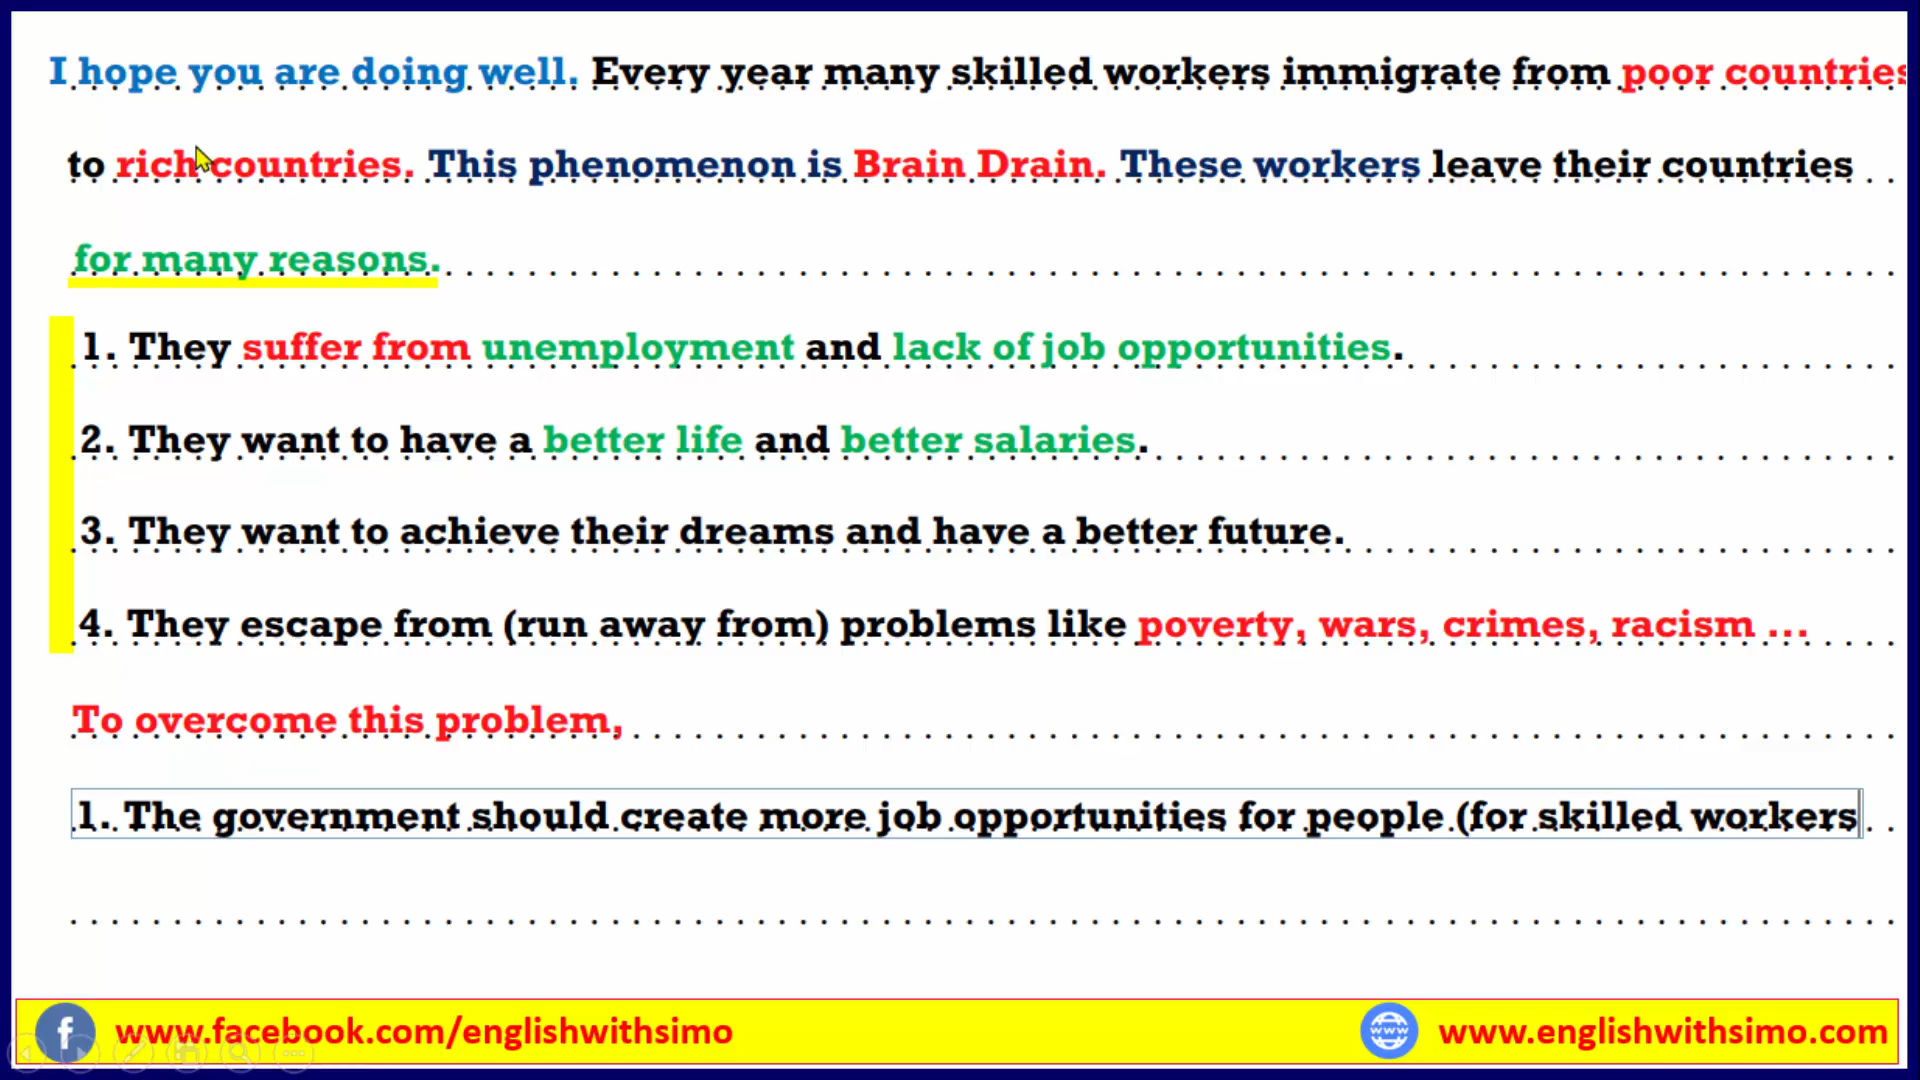 I hope you are doing well. Every year many skilled workers immigrate from poor countries
to rich countries. This phenomenon is Brain Drain. These workers leave their countries
for many reasons.
1. They suffer from unemployment and lack of job opportunities.
2. They want to have a better life and better salaries.
3. They want to achieve their dreams and have a better future.
4. They escape from (run away from) problems like poverty, wars, crimes, racism ...
To overcome this problem,
1. The government should create more job opportunities for people (for skilled workers
f www.facebook.com/englishwithsimo
www www.englishwithsimo.com